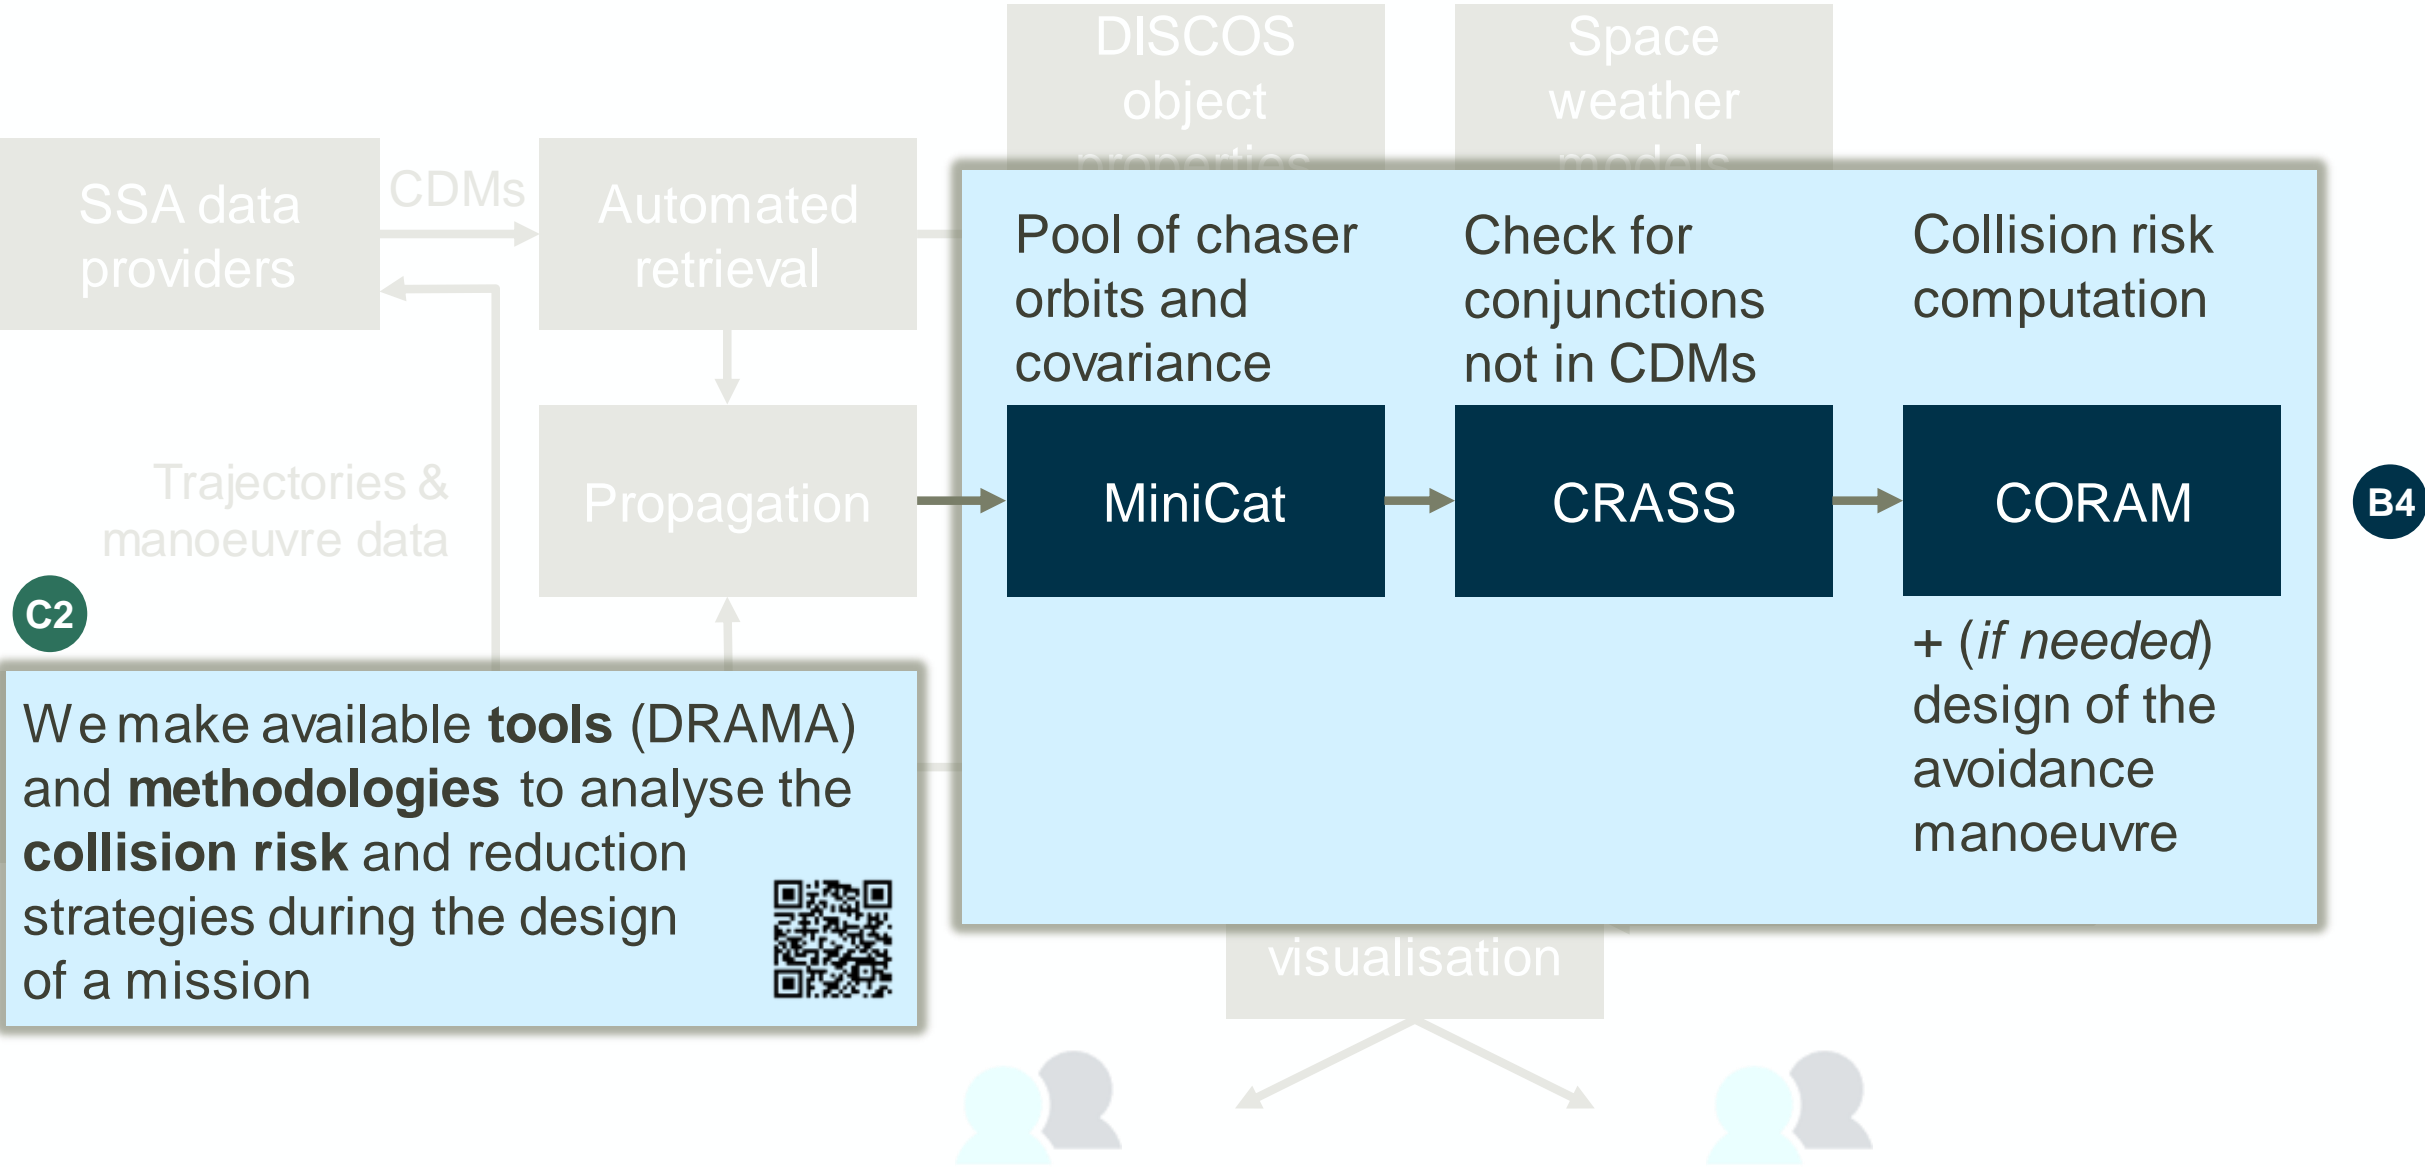 DISCOS
object
properties
Space
weather
models
SSA data
providers
CDMs
Automated
retrieval
Pool of chaser
orbits and
covariance
Check for
conjunctions
not in CDMs
Collision risk
computation
Trajectories &
manoeuvre data
Propagation
MiniCat
CRASS
CORAM
B4
C2
+ (if needed)
design of the
avoidance
manoeuvre
We make available tools (DRAMA)
and methodologies to analyse the
collision risk and reduction
strategies during the design
of a mission
visualisation